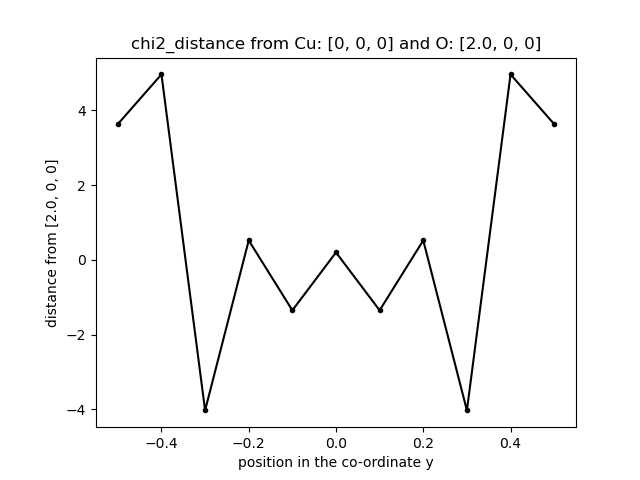 chi2_distance from Cu: [0, 0, 0] and O: [2.0, 0, 0]
distance from [2.0, 0, 0]
4
2
0
−2
−4
−0.4 −0.2 0.0 0.2 0.4
position in the co-ordinate y